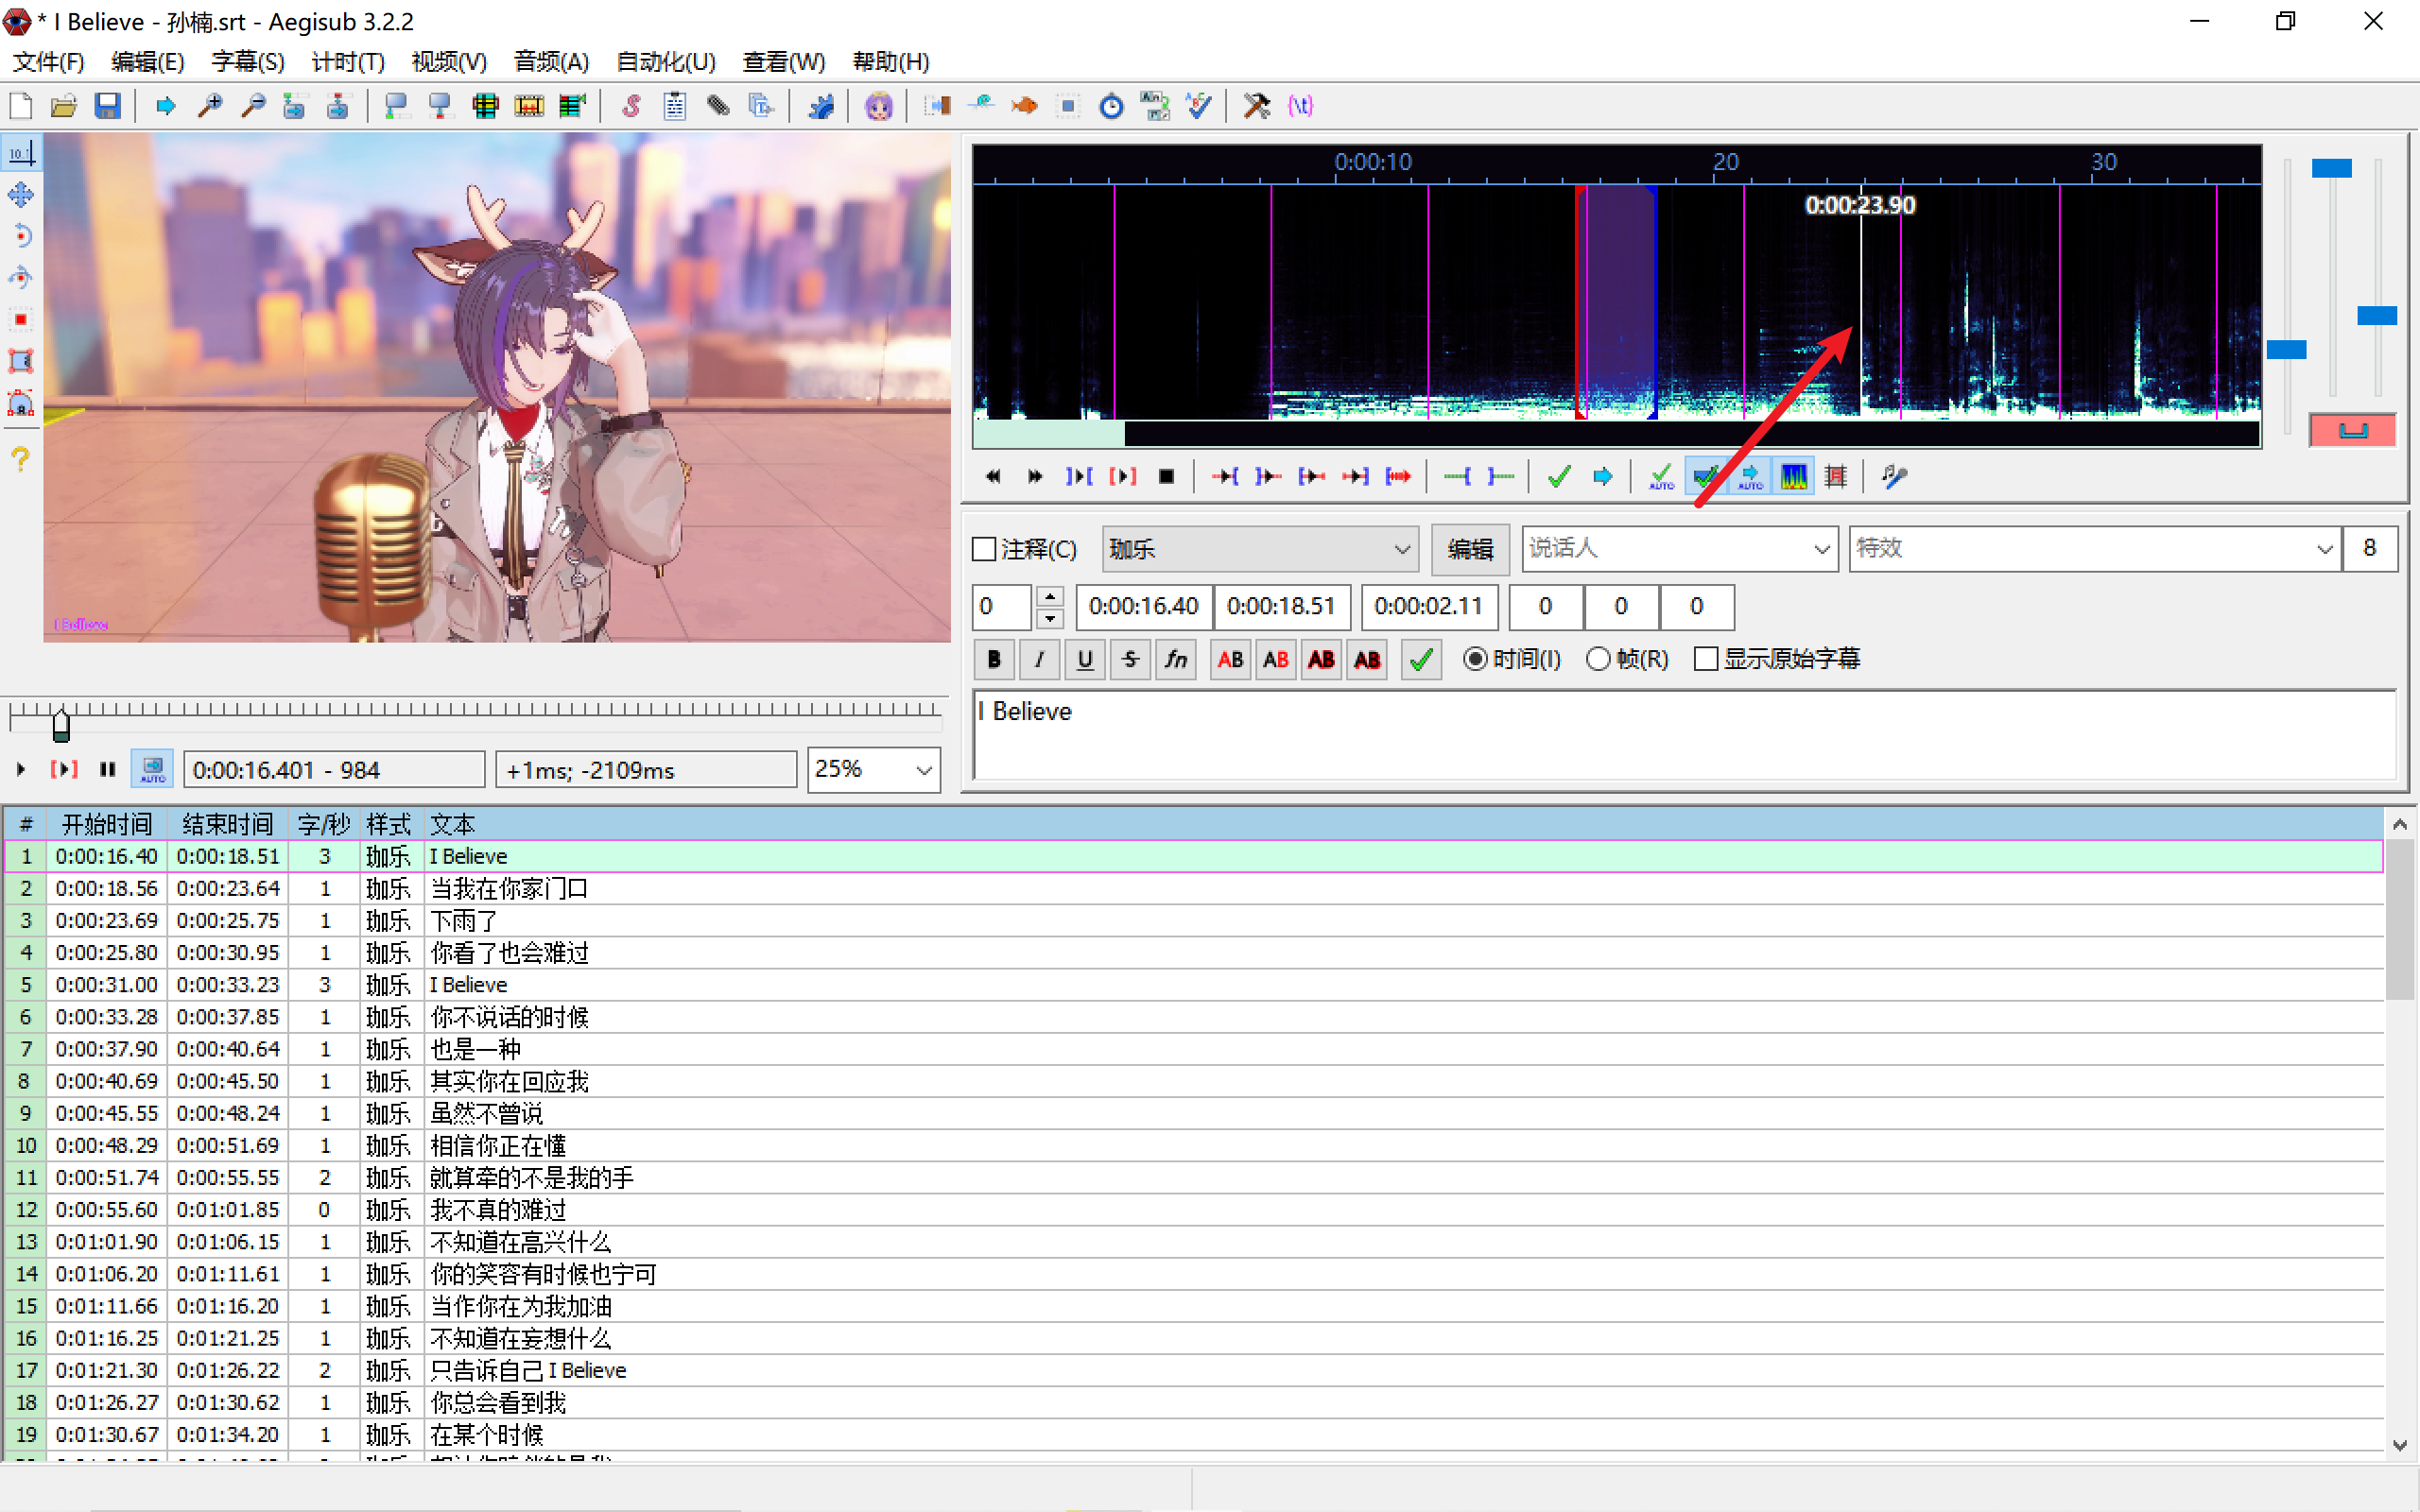 * I Believe - 孙楠.srt - Aegisub 3.2.2
文件(F) 编辑(E) 字幕(S) 计时(T) 视频(V) 音频(A) 自动化(U) 查看(W) 帮助(H)
0:00:10 20 30
0:00:23.90
I Believe
AUTO AUTO
注释(C) 珈乐 编辑 说话人 特效 8
0 0:00:16.40 0:00:18.51 0:00:02.11 0 0 0
B I U S fn AB AB AB AB 时间(I) 帧(R) 显示原始字幕
I Believe
AUTO 0:00:16.401 - 984 +1ms; -2109ms 25%
# 开始时间 结束时间 字/秒 样式 文本
1 0:00:16.40 0:00:18.51 3 珈乐 I Believe
2 0:00:18.56 0:00:23.64 1 珈乐 当我在你家门口
3 0:00:23.69 0:00:25.75 1 珈乐 下雨了
4 0:00:25.80 0:00:30.95 1 珈乐 你看了也会难过
5 0:00:31.00 0:00:33.23 3 珈乐 I Believe
6 0:00:33.28 0:00:37.85 1 珈乐 你不说话的时候
7 0:00:37.90 0:00:40.64 1 珈乐 也是一种
8 0:00:40.69 0:00:45.50 1 珈乐 其实你在回应我
9 0:00:45.55 0:00:48.24 1 珈乐 虽然不曾说
10 0:00:48.29 0:00:51.69 1 珈乐 相信你正在懂
11 0:00:51.74 0:00:55.55 2 珈乐 就算牵的不是我的手
12 0:00:55.60 0:01:01.85 0 珈乐 我不真的难过
13 0:01:01.90 0:01:06.15 1 珈乐 不知道在高兴什么
14 0:01:06.20 0:01:11.61 1 珈乐 你的笑容有时候也宁可
15 0:01:11.66 0:01:16.20 1 珈乐 当作你在为我加油
16 0:01:16.25 0:01:21.25 1 珈乐 不知道在妄想什么
17 0:01:21.30 0:01:26.22 2 珈乐 只告诉自己 I Believe
18 0:01:26.27 0:01:30.62 1 珈乐 你总会看到我
19 0:01:30.67 0:01:34.20 1 珈乐 在某个时候